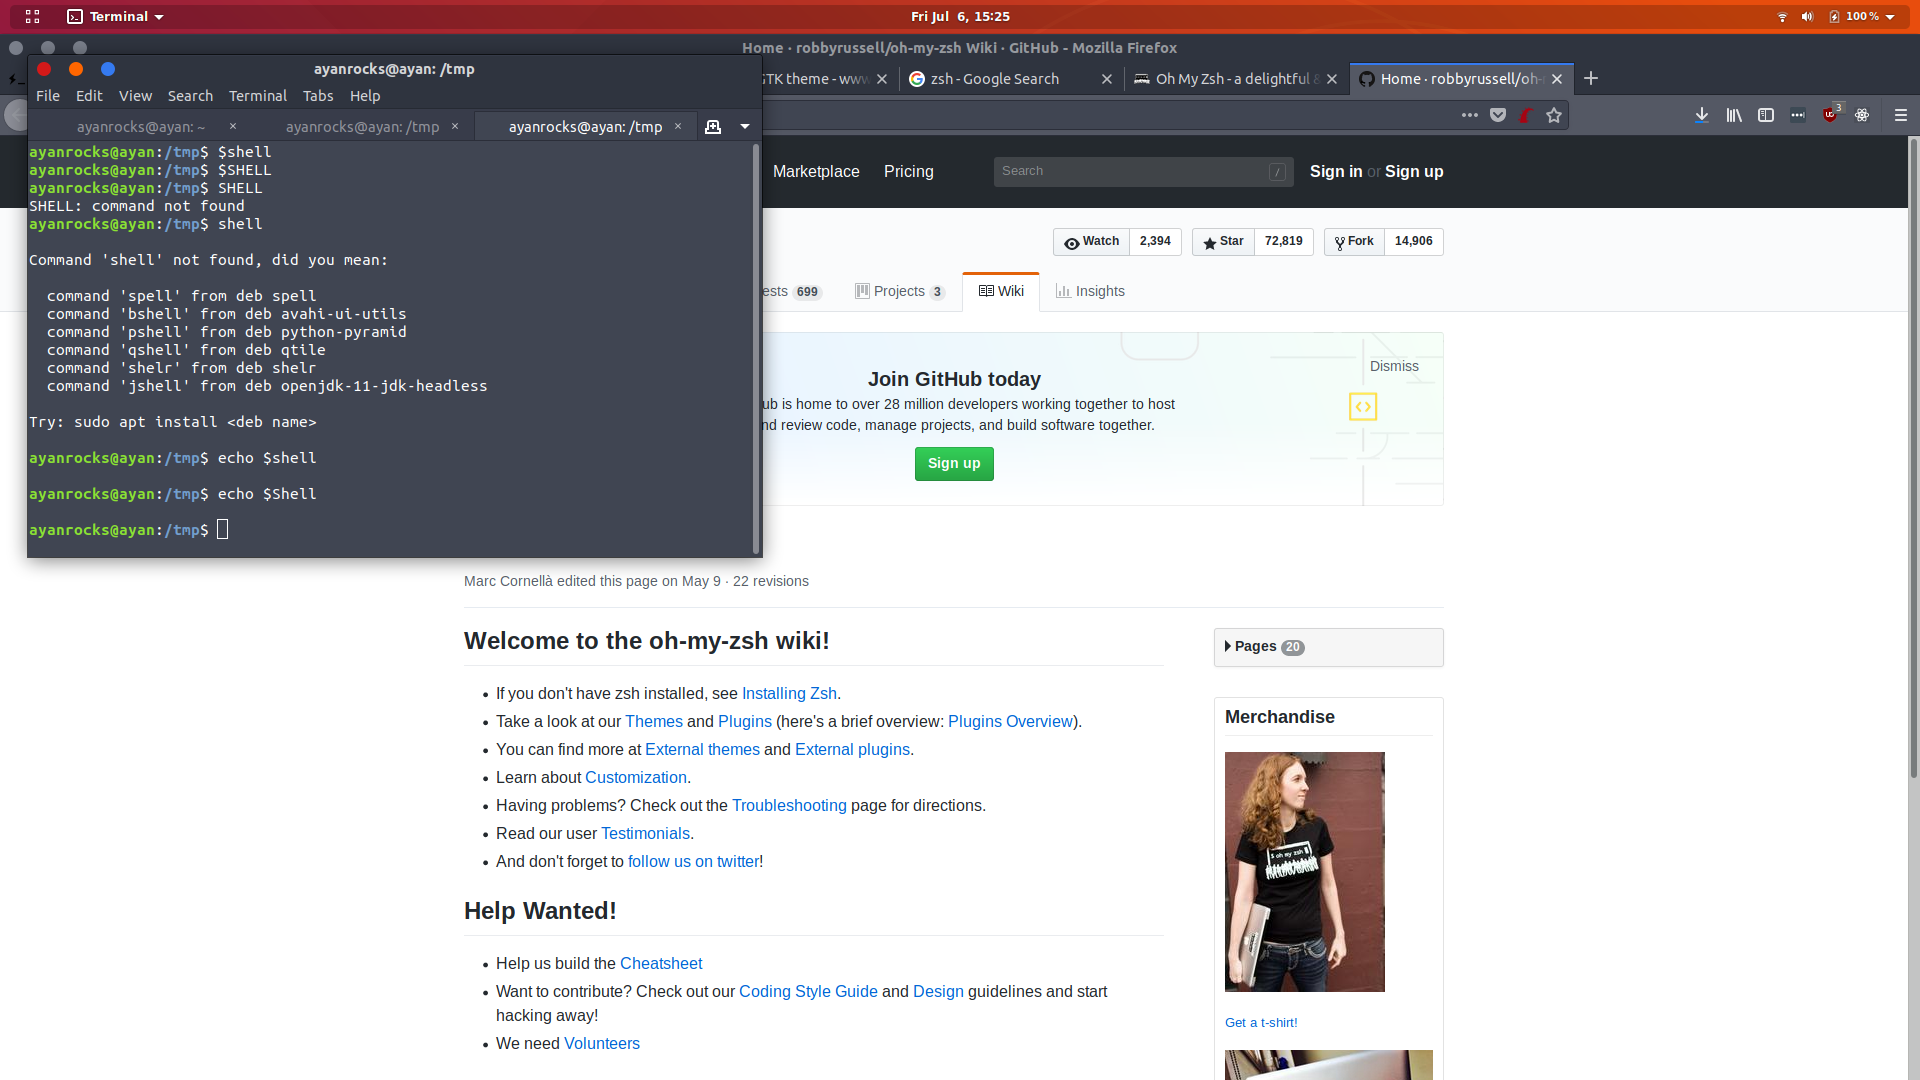 Terminal
Fri Jul 6, 15:25
100 %
Home · robbyrussell/oh-my-zsh Wiki · GitHub - Mozilla Firefox
ayanrocks@ayan: /tmp
GTK theme - www
zsh - Google Search
Oh My Zsh - a delightful &
Home · robbyrussell/oh-
File Edit View Search Terminal Tabs Help
3
ayanrocks@ayan: ~ ×
ayanrocks@ayan: /tmp ×
ayanrocks@ayan: /tmp ×
ayanrocks@ayan:/tmp$ $shell
ayanrocks@ayan:/tmp$ $SHELL
ayanrocks@ayan:/tmp$ SHELL
SHELL: command not found
ayanrocks@ayan:/tmp$ shell
Command 'shell' not found, did you mean:
command 'spell' from deb spell
command 'bshell' from deb avahi-ui-utils
command 'pshell' from deb python-pyramid
command 'qshell' from deb qtile
command 'shelr' from deb shelr
command 'jshell' from deb openjdk-11-jdk-headless
Try: sudo apt install <deb name>
ayanrocks@ayan:/tmp$ echo $shell
ayanrocks@ayan:/tmp$ echo $Shell
ayanrocks@ayan:/tmp$
Marketplace Pricing
Search /
Sign in or Sign up
Watch 2,394
Star 72,819
Fork 14,906
ests 699
Projects 3
Wiki
Insights
Dismiss
Join GitHub today
ub is home to over 28 million developers working together to host
nd review code, manage projects, and build software together.
Sign up
Marc Cornellà edited this page on May 9 · 22 revisions
Welcome to the oh-my-zsh wiki!
• If you don't have zsh installed, see Installing Zsh.
• Take a look at our Themes and Plugins (here's a brief overview: Plugins Overview).
• You can find more at External themes and External plugins.
• Learn about Customization.
• Having problems? Check out the Troubleshooting page for directions.
• Read our user Testimonials.
• And don't forget to follow us on twitter!
Help Wanted!
• Help us build the Cheatsheet
• Want to contribute? Check out our Coding Style Guide and Design guidelines and start
hacking away!
• We need Volunteers
Pages 20
Merchandise
$ oh my zsh
Get a t-shirt!